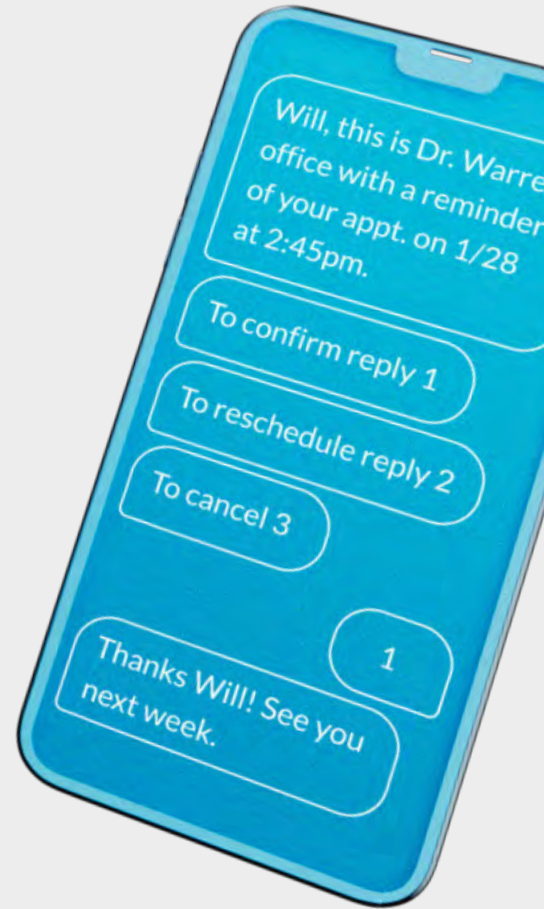 Will, this is Dr. Warre
office with a reminder
of your appt. on 1/28
at 2:45pm.
To confirm reply 1
To reschedule reply 2
To cancel 3
1
Thanks Will! See you
next week.